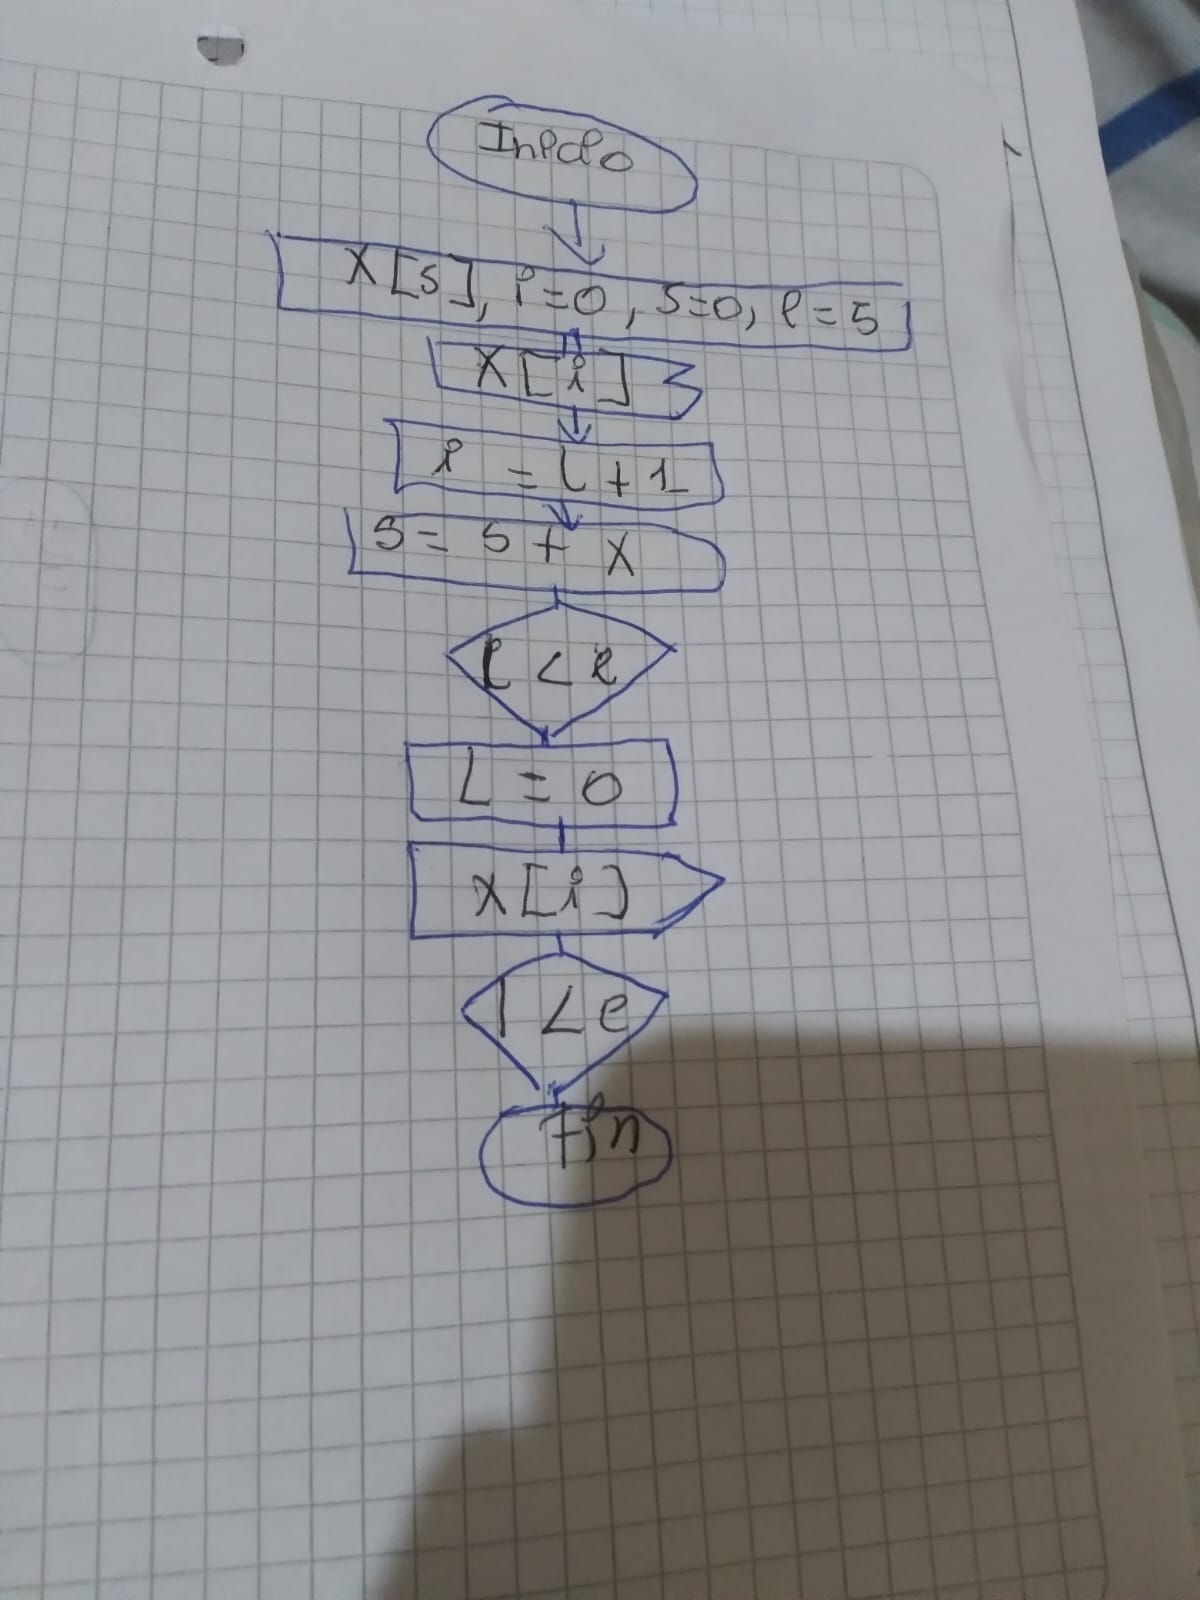 Inicio
X[5], i=0, S=0, e=5
X[i]
i = i + 1
S = S + X
i < e
i = 0
X[i]
i < e
Fin